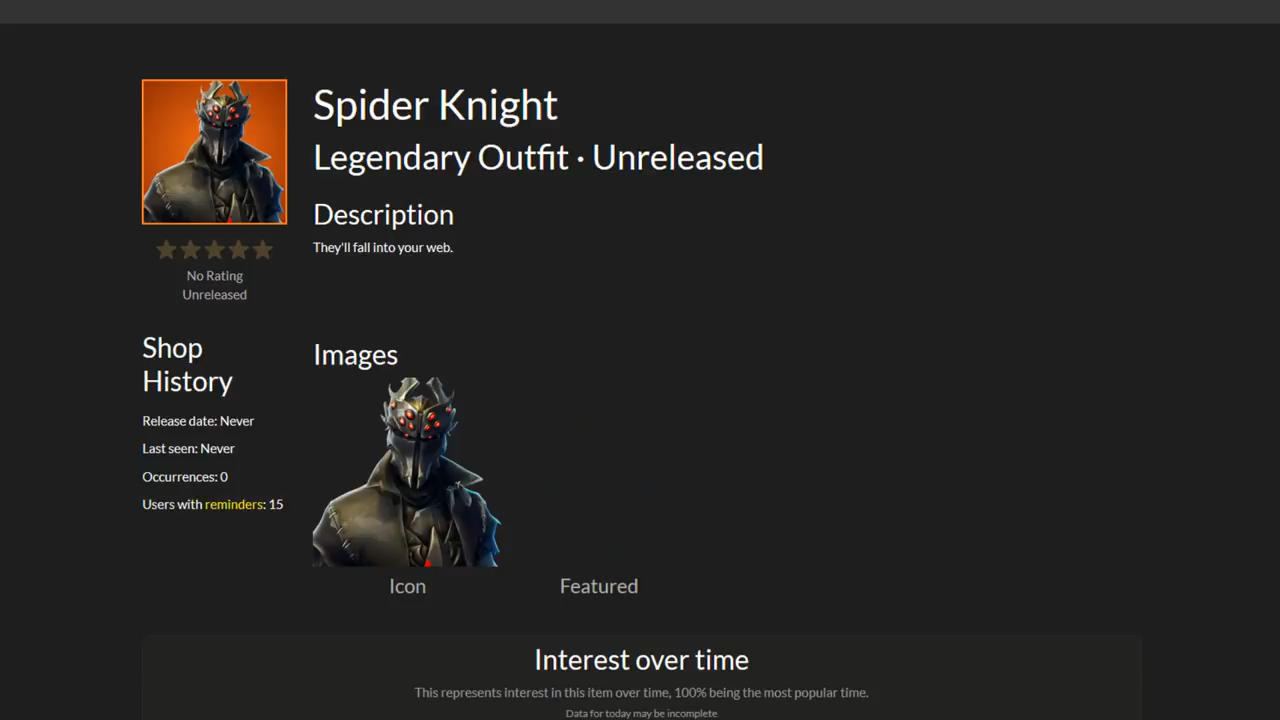 Spider Knight
Legendary Outfit · Unreleased
Description
They'll fall into your web.
No Rating
Unreleased
Shop
History
Release date: Never
Last seen: Never
Occurrences: 0
Users with reminders: 15
Images
Icon
Featured
Interest over time
This represents interest in this item over time, 100% being the most popular time.
Data for today may be incomplete